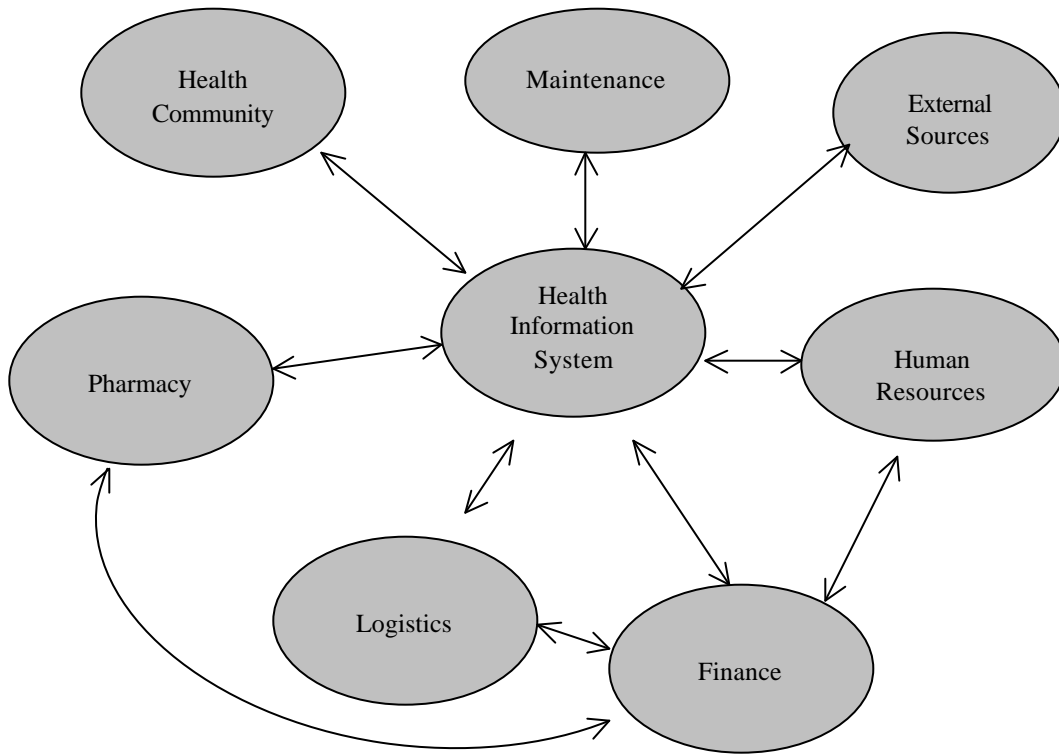 Health
Community
Maintenance
External
Sources
Health
Information
System
Pharmacy
Human
Resources
Logistics
Finance